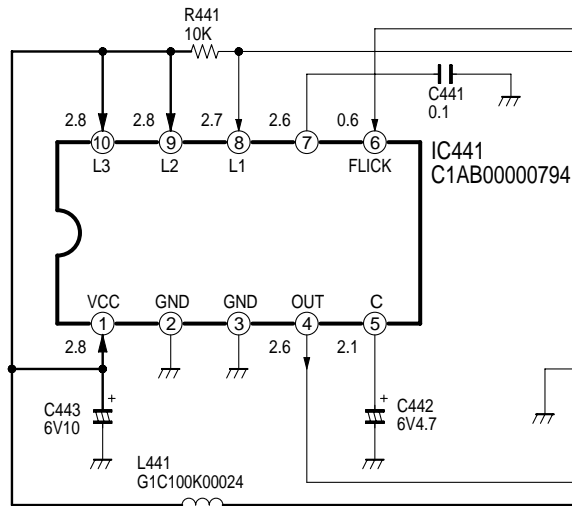 R441
10K
C441
0.1
2.8 2.8 2.7 2.6 0.6
10 9 8 7 6
L3 L2 L1 FLICK
IC441
C1AB00000794
VCC GND GND OUT C
1 2 3 4 5
2.8 2.6 2.1
+ +
C443
6V10
C442
6V4.7
L441
G1C100K00024